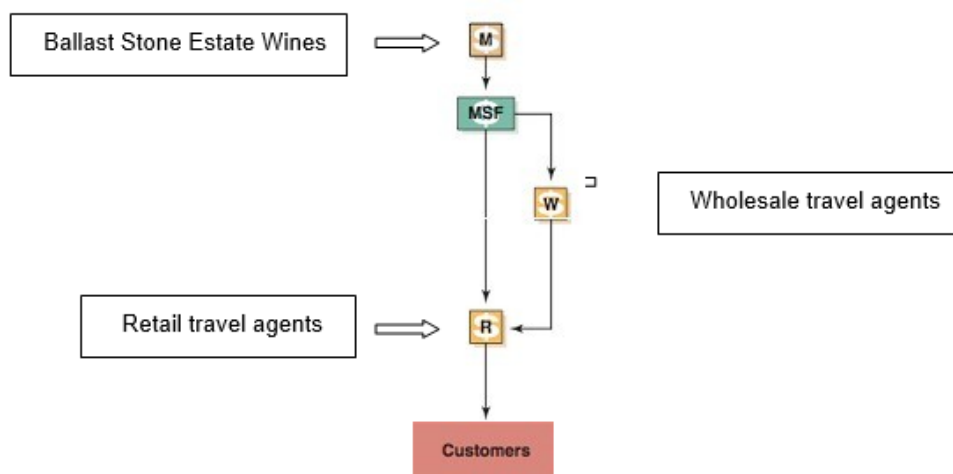 Ballast Stone Estate Wines
M
MSF
W
Wholesale travel agents
Retail travel agents
R
Customers